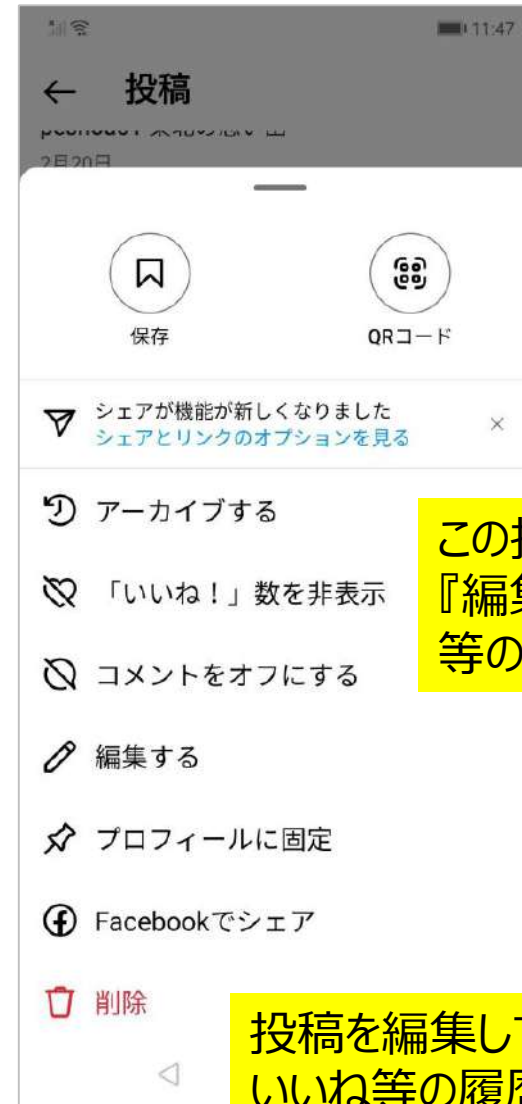 11:47
投稿
2月20日
保存
QRコード
シェアが機能が新しくなりました
シェアとリンクのオプションを見る
アーカイブする
「いいね！」数を非表示
コメントをオフにする
編集する
プロフィールに固定
Facebookでシェア
削除
この
『編
等の
投稿を編集し
いいね等の履歴